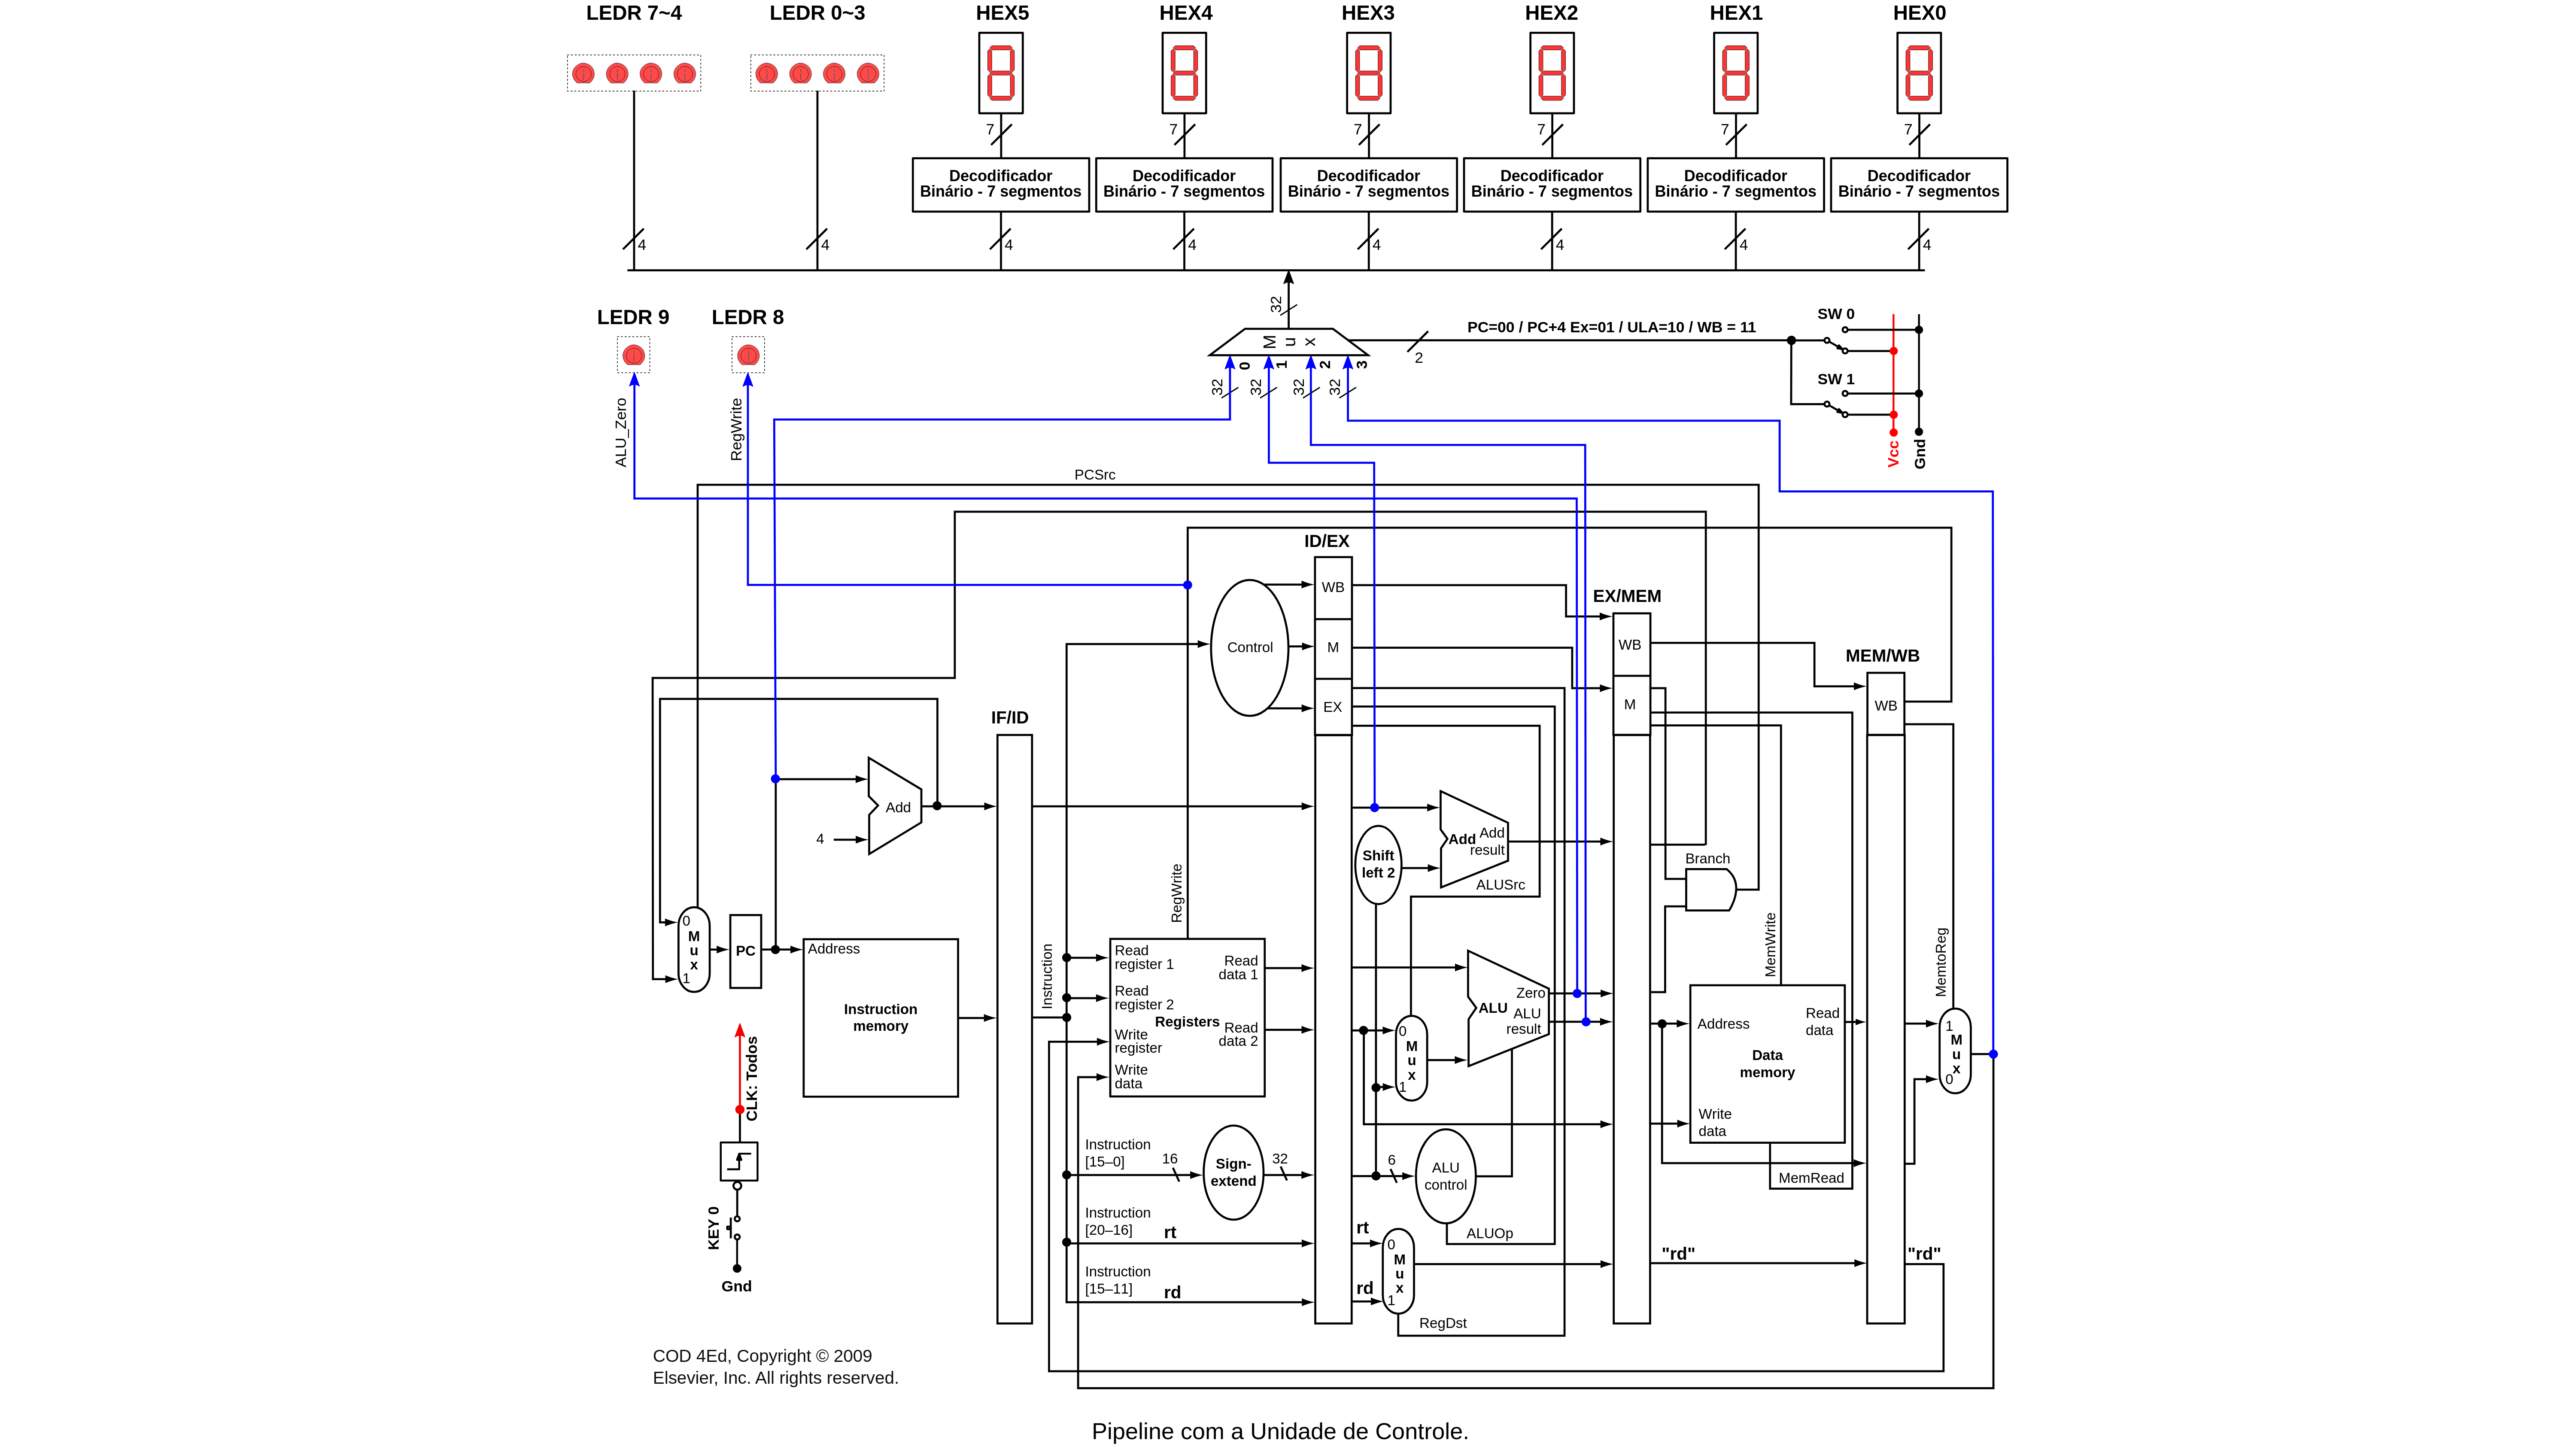 LEDR 7~4
LEDR 0~3
HEX5
HEX4
HEX3
HEX2
HEX1
HEX0
7
7
7
7
7
7
Decodificador
Binário - 7 segmentos
Decodificador
Binário - 7 segmentos
Decodificador
Binário - 7 segmentos
Decodificador
Binário - 7 segmentos
Decodificador
Binário - 7 segmentos
Decodificador
Binário - 7 segmentos
4
4
4
4
4
4
4
4
32
LEDR 9
LEDR 8
Mux
PC=00 / PC+4 Ex=01 / ULA=10 / WB = 11
2
SW 0
SW 1
Vcc
Gnd
0
1
2
3
32
32
32
32
ALU_Zero
RegWrite
PCSrc
ID/EX
WB
M
EX
Control
EX/MEM
WB
M
MEM/WB
WB
IF/ID
Add
4
Shift
left 2
Add
Add
result
ALUSrc
Branch
RegWrite
MemWrite
MemtoReg
0
M
u
x
1
PC
Address
Instruction
memory
Instruction
Read
register 1
Read
register 2
Write
register
Write
data
Registers
Read
data 1
Read
data 2
0
M
u
x
1
ALU
Zero
ALU
result
Address
Read
data
Data
memory
Write
data
MemRead
1
M
u
x
0
CLK: Todos
KEY 0
Gnd
Instruction
[15–0]
16
Sign-
extend
32
6
ALU
control
ALUOp
Instruction
[20–16]
rt
Instruction
[15–11]
rd
rt
rd
0
M
u
x
1
RegDst
"rd"
"rd"
COD 4Ed, Copyright © 2009
Elsevier, Inc. All rights reserved.
Pipeline com a Unidade de Controle.